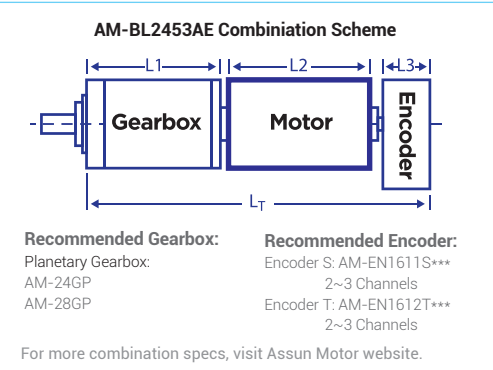 AM-BL2453AE Combiniation Scheme
L1
L2
L3
Gearbox
Motor
Encoder
LT
Recommended Gearbox:
Planetary Gearbox:
AM-24GP
AM-28GP
Recommended Encoder:
Encoder S: AM-EN1611S***
2~3 Channels
Encoder T: AM-EN1612T***
2~3 Channels
For more combination specs, visit Assun Motor website.